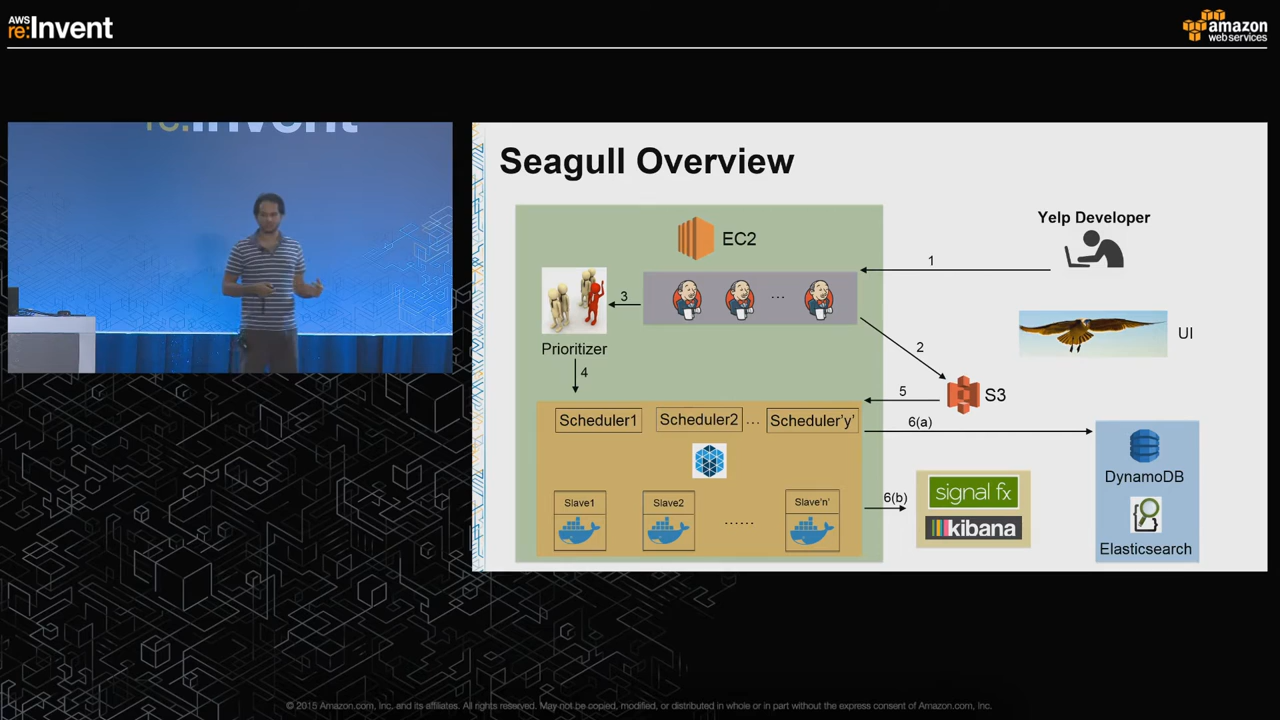 AWS
re:Invent
amazon
web services
re:Invent
Seagull Overview
EC2
Yelp Developer
1
2
3
Prioritizer
4
UI
S3
5
Scheduler1
Scheduler2
...
Scheduler'y'
6(a)
DynamoDB
Elasticsearch
Slave1
Slave2
......
Slave'n'
6(b)
signal fx
kibana
© 2015 Amazon.com, Inc. and its affiliates. All rights reserved. May not be copied, modified, or distributed in whole or in part without the express consent of Amazon.com, Inc.